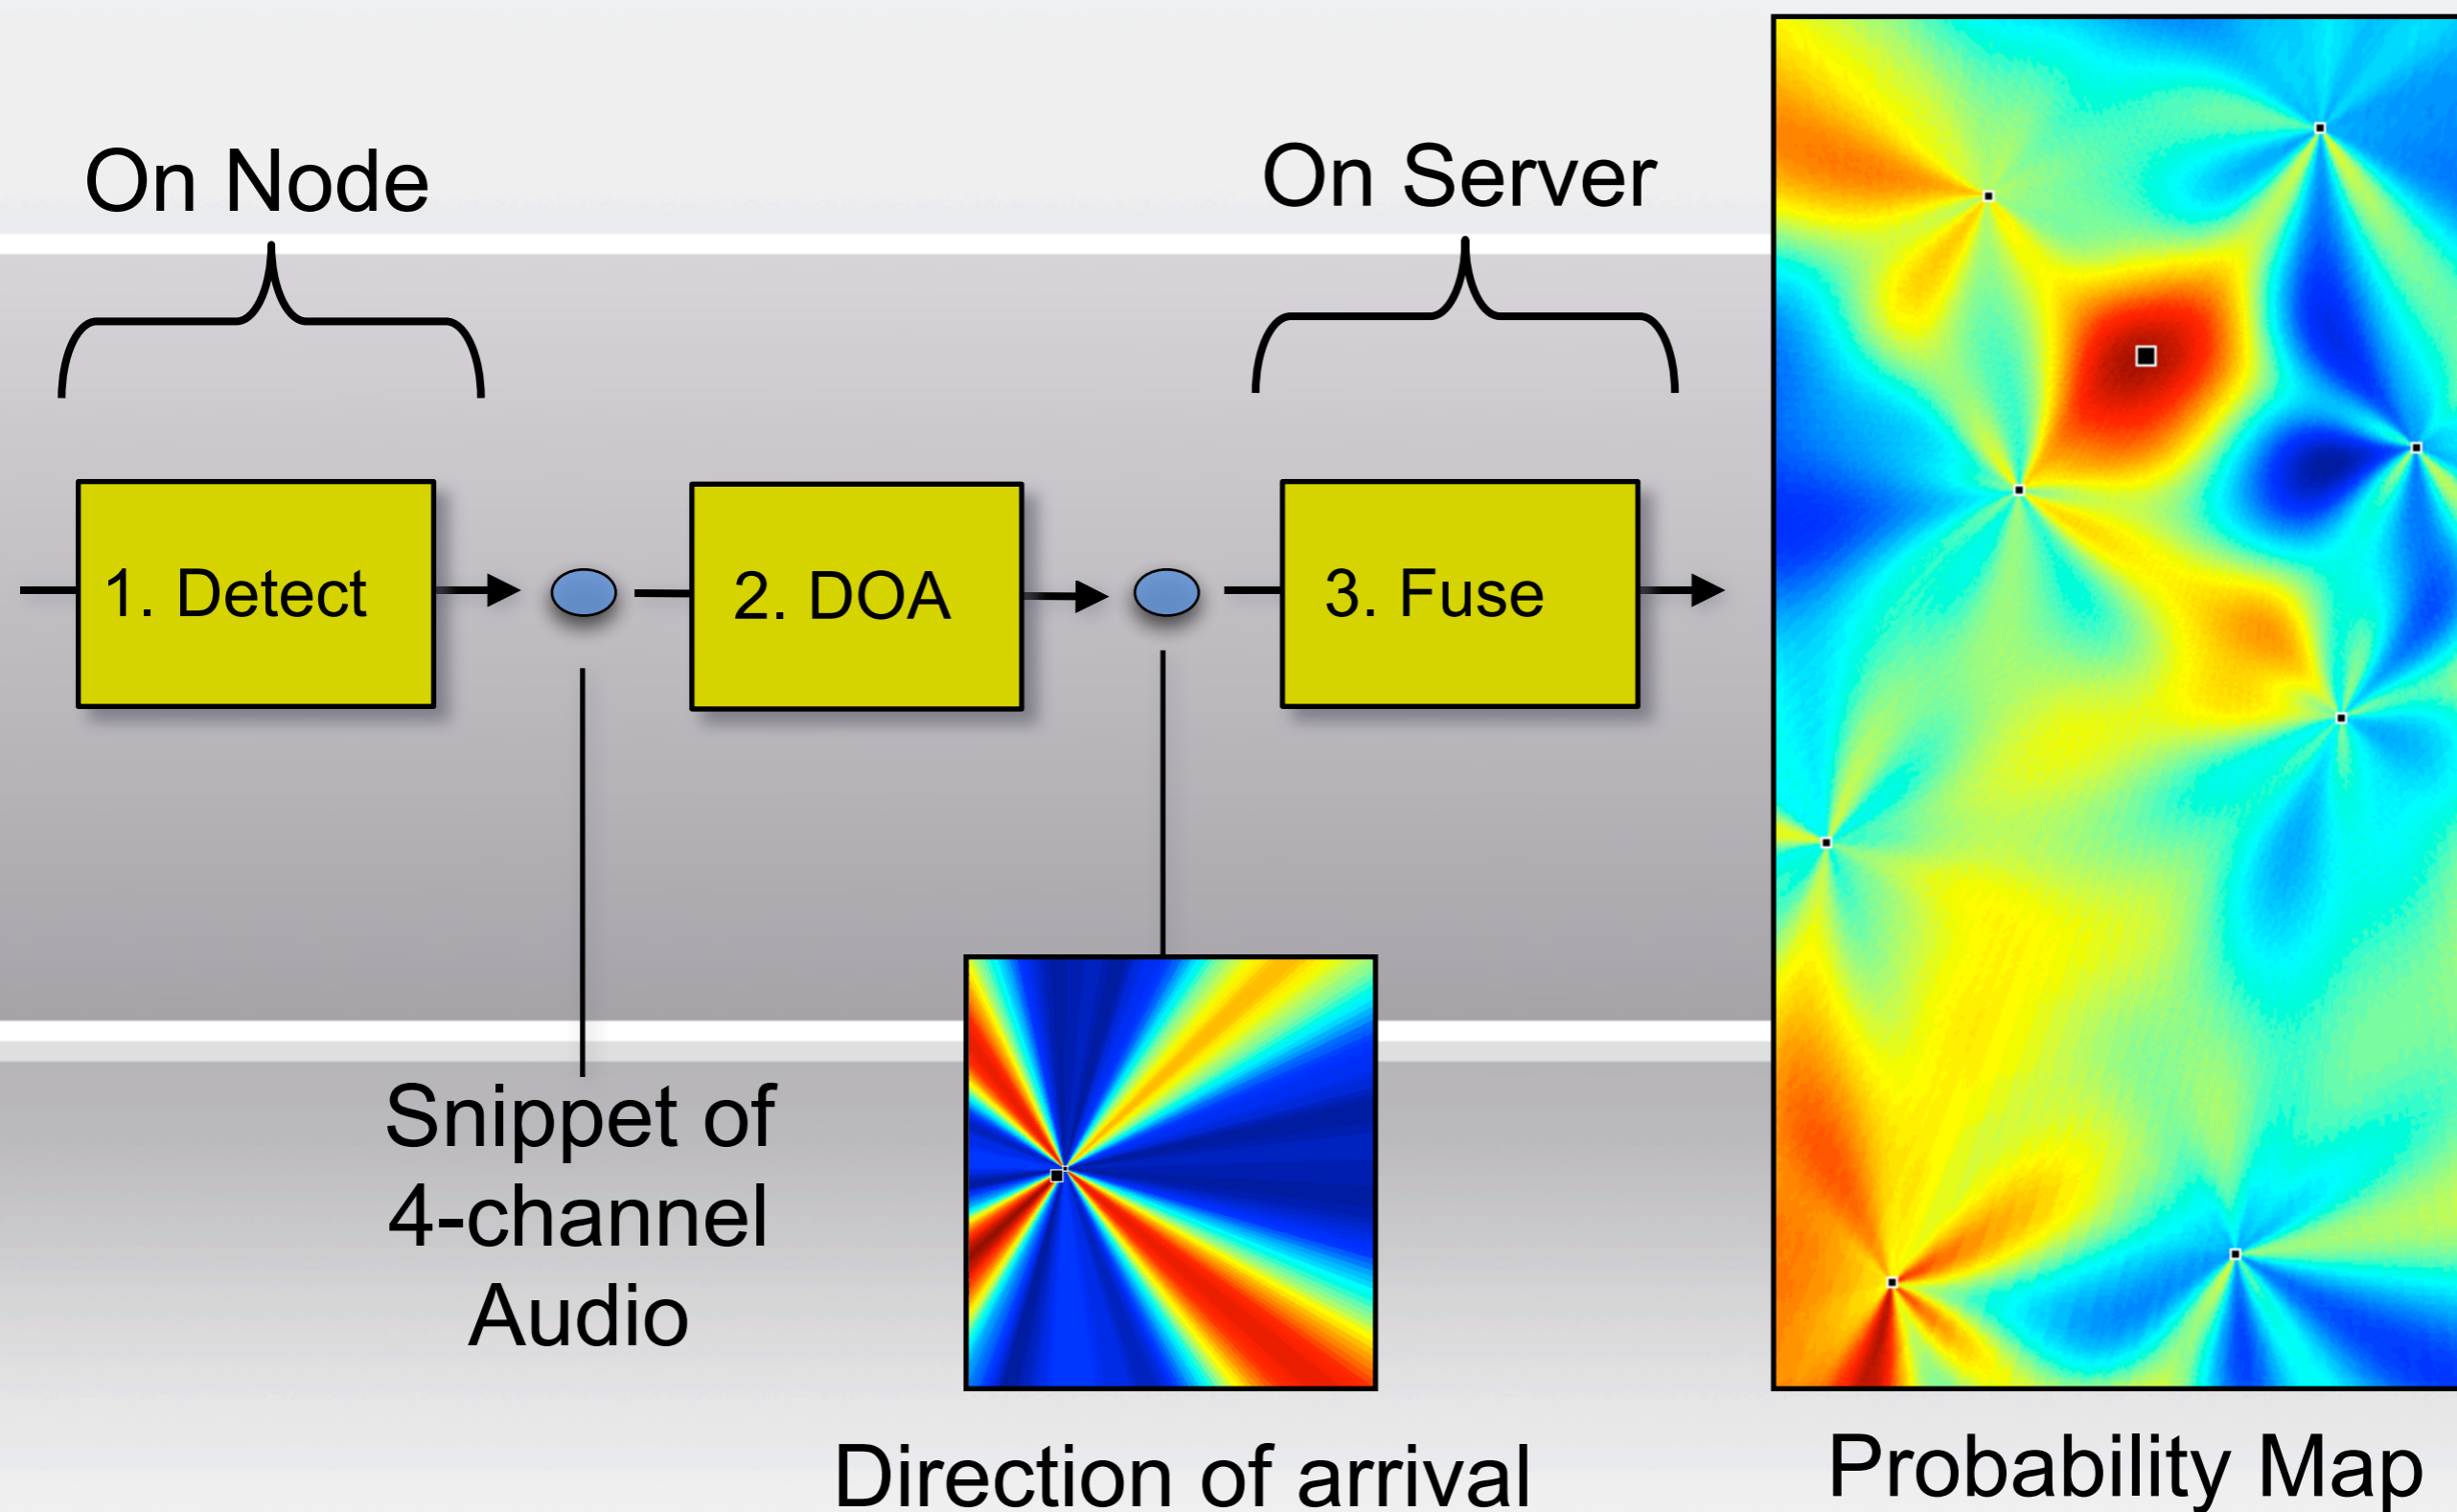 On Node
On Server
1. Detect
2. DOA
3. Fuse
Snippet of
4-channel
Audio
Direction of arrival
Probability Map